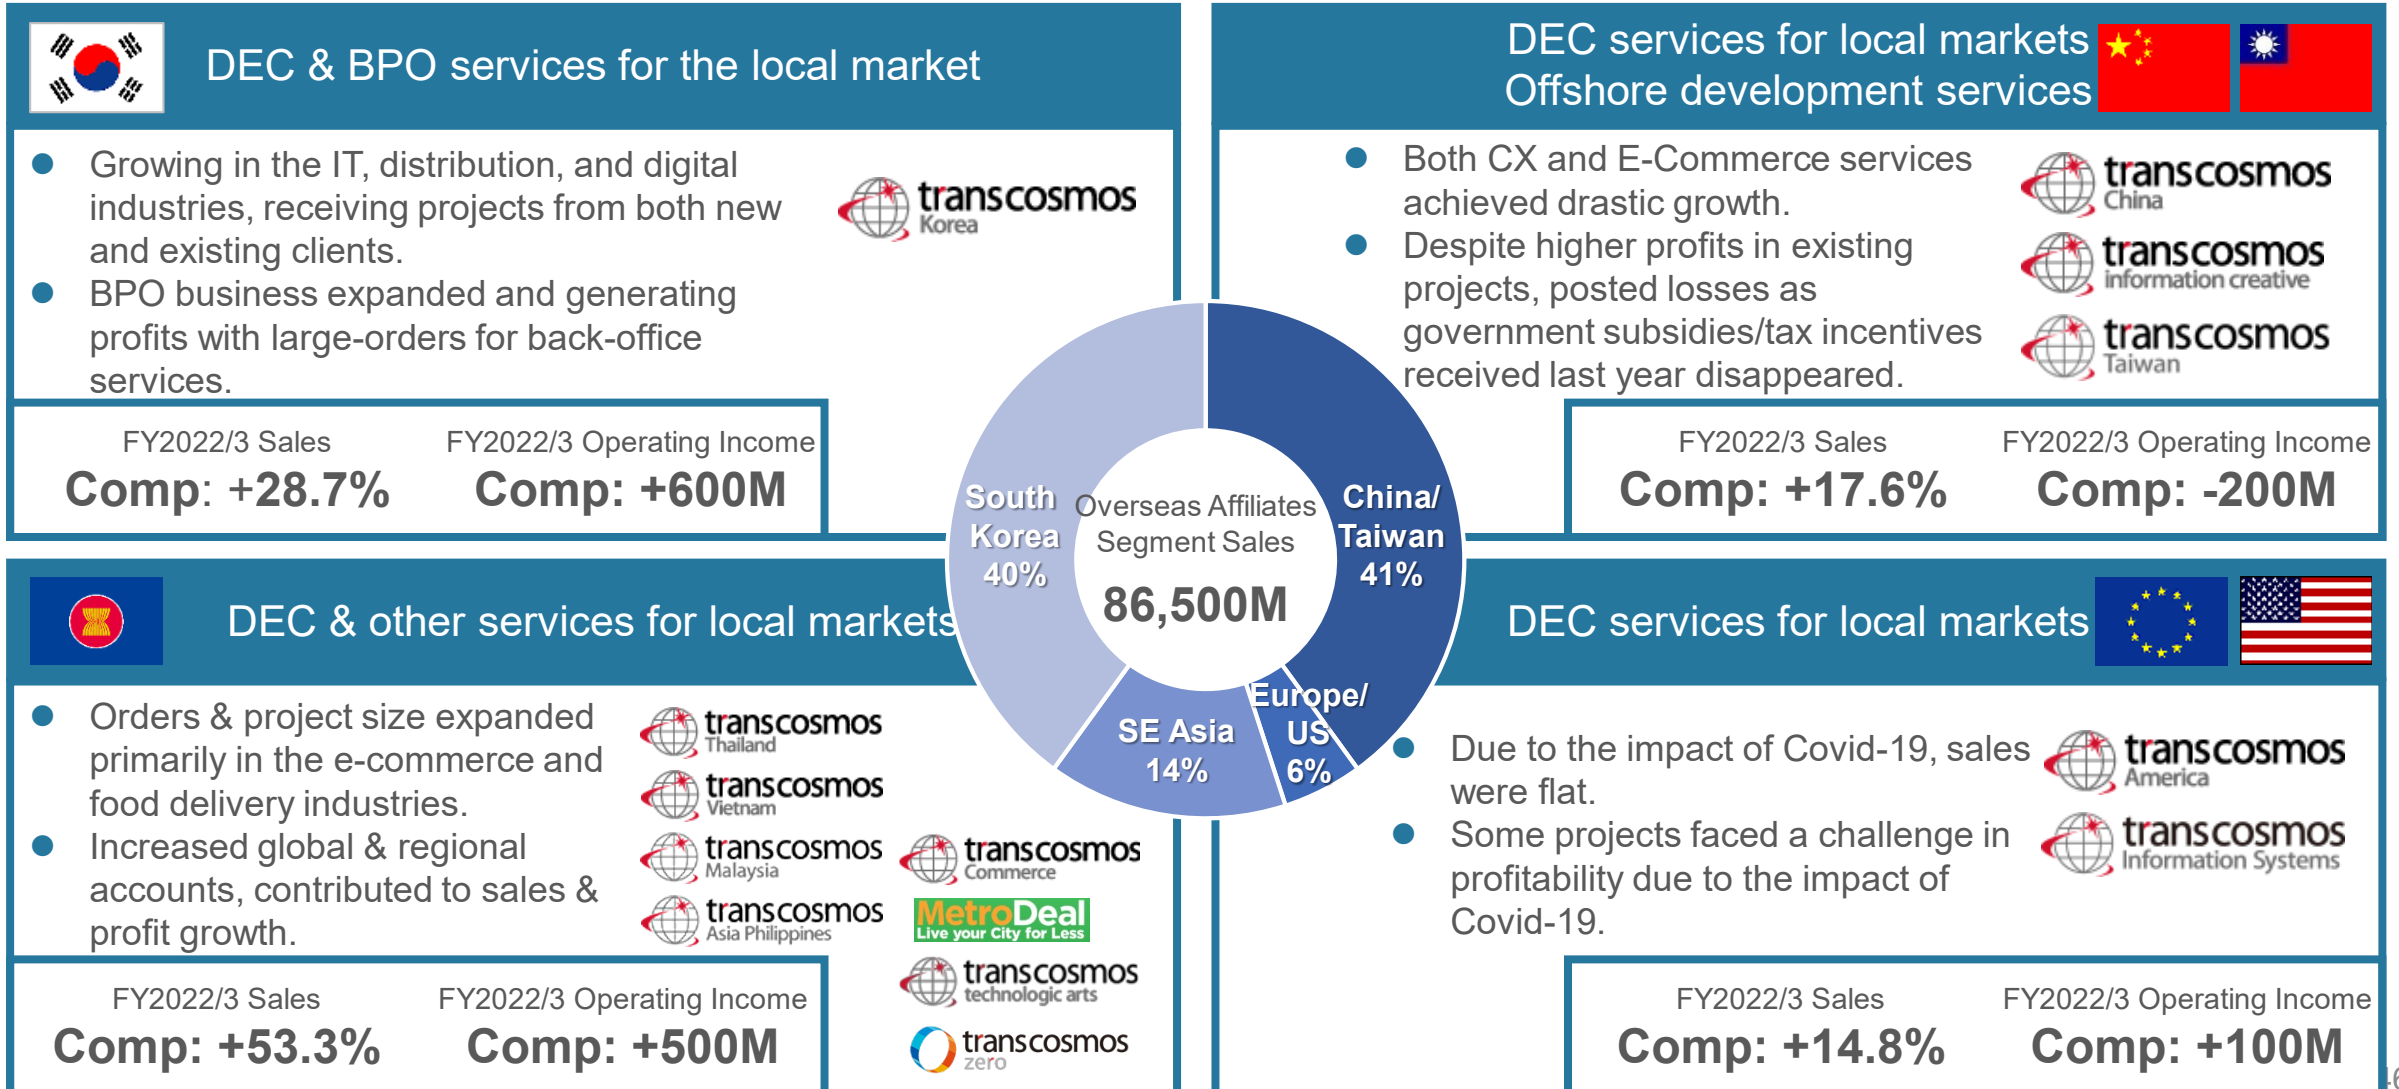 DEC & BPO services for the local market
Growing in the IT, distribution, and digital
industries, receiving projects from both new
and existing clients.
BPO business expanded and generating
profits with large-orders for back-office
services.
transcosmos
Korea
FY2022/3 Sales
Comp: +28.7%
FY2022/3 Operating Income
Comp: +600M
DEC services for local markets
Offshore development services
Both CX and E-Commerce services
achieved drastic growth.
Despite higher profits in existing
projects, posted losses as
government subsidies/tax incentives
received last year disappeared.
transcosmos
China
transcosmos
information creative
transcosmos
Taiwan
FY2022/3 Sales
Comp: +17.6%
FY2022/3 Operating Income
Comp: -200M
South
Korea
40%
Overseas Affiliates
Segment Sales
86,500M
China/
Taiwan
41%
SE Asia
14%
Europe/
US
6%
DEC & other services for local markets
Orders & project size expanded
primarily in the e-commerce and
food delivery industries.
Increased global & regional
accounts, contributed to sales &
profit growth.
transcosmos
Thailand
transcosmos
Vietnam
transcosmos
Malaysia
transcosmos
Asia Philippines
transcosmos
Commerce
MetroDeal
Live your City for Less
transcosmos
technologic arts
transcosmos
zero
FY2022/3 Sales
Comp: +53.3%
FY2022/3 Operating Income
Comp: +500M
DEC services for local markets
Due to the impact of Covid-19, sales
were flat.
Some projects faced a challenge in
profitability due to the impact of
Covid-19.
transcosmos
America
transcosmos
Information Systems
FY2022/3 Sales
Comp: +14.8%
FY2022/3 Operating Income
Comp: +100M